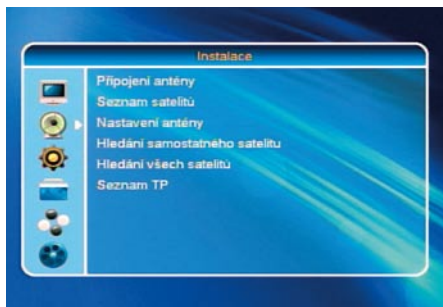 Instalace
Připojení antény
Seznam satelitů
Nastavení antény
Hledání samostatného satelitu
Hledání všech satelitů
Seznam TP